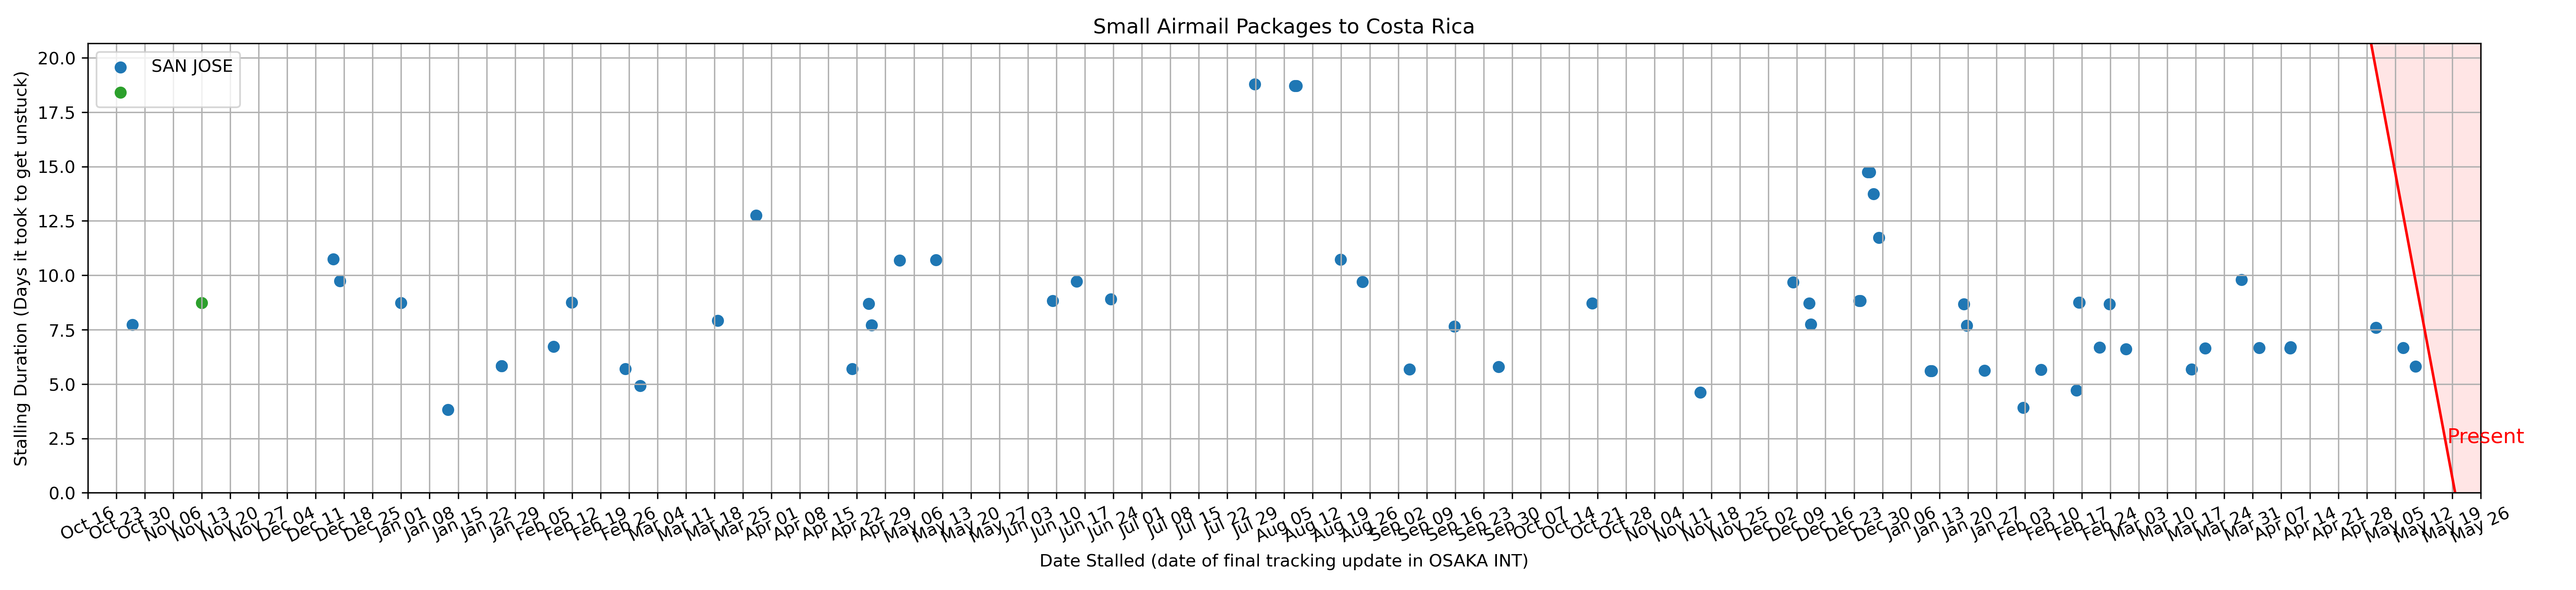 Small Airmail Packages to Costa Rica
SAN JOSE
Stalling Duration (Days it took to get unstuck)
20.0
17.5
15.0
12.5
10.0
7.5
5.0
2.5
0.0
Present
Oct 16
Oct 23
Oct 30
Nov 06
Nov 13
Nov 20
Nov 27
Dec 04
Dec 11
Dec 18
Dec 25
Jan 01
Jan 08
Jan 15
Jan 22
Jan 29
Feb 05
Feb 12
Feb 19
Feb 26
Mar 04
Mar 11
Mar 18
Mar 25
Apr 01
Apr 08
Apr 15
Apr 22
Apr 29
May 06
May 13
May 20
May 27
Jun 03
Jun 10
Jun 17
Jun 24
Jul 01
Jul 08
Jul 15
Jul 22
Jul 29
Aug 05
Aug 12
Aug 19
Aug 26
Sep 02
Sep 09
Sep 16
Sep 23
Sep 30
Oct 07
Oct 14
Oct 21
Oct 28
Nov 04
Nov 11
Nov 18
Nov 25
Dec 02
Dec 09
Dec 16
Dec 23
Dec 30
Jan 06
Jan 13
Jan 20
Jan 27
Feb 03
Feb 10
Feb 17
Feb 24
Mar 03
Mar 10
Mar 17
Mar 24
Mar 31
Apr 07
Apr 14
Apr 21
Apr 28
May 05
May 12
May 19
May 26
Date Stalled (date of final tracking update in OSAKA INT)